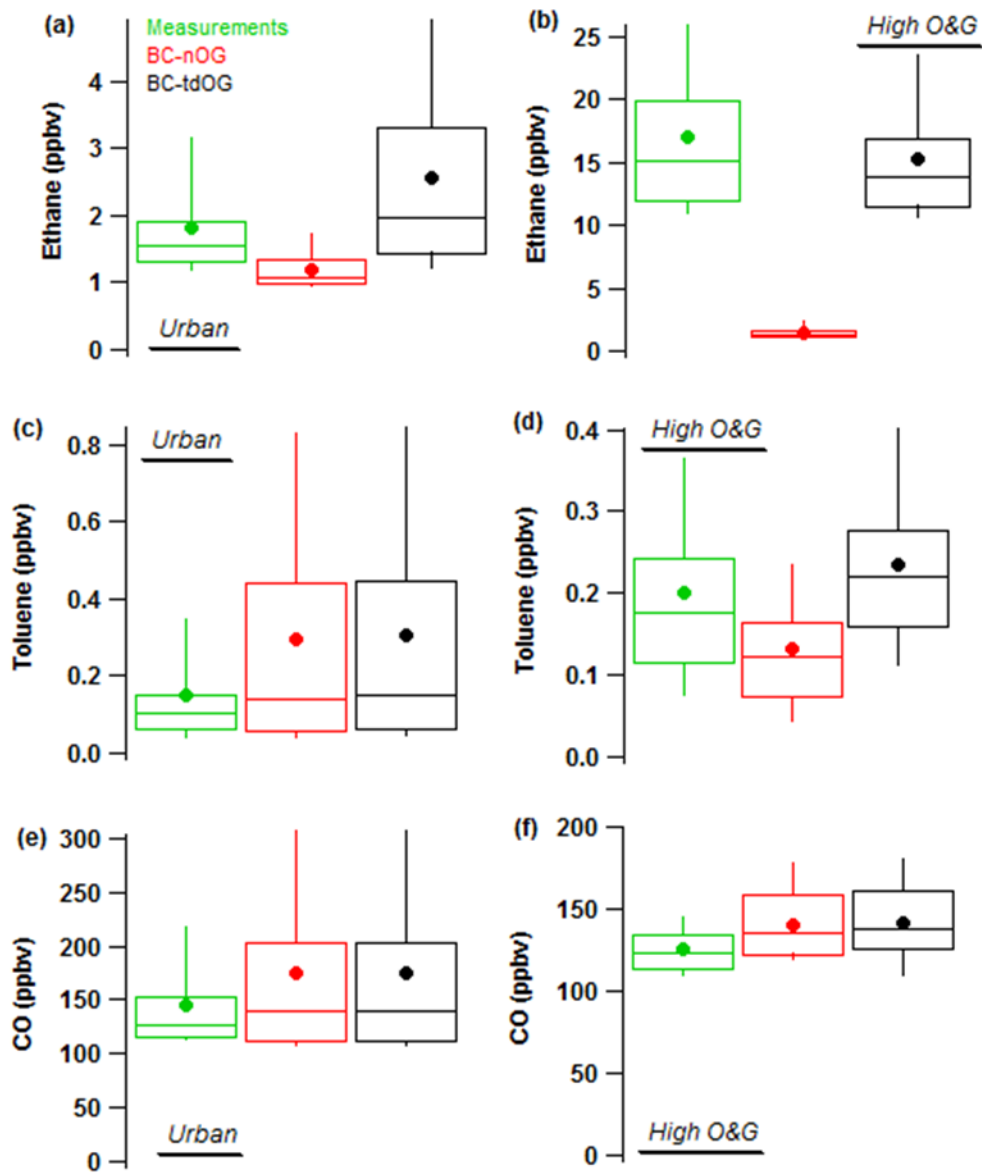 (a)
Measurements
BC-nOG
BC-tdOG
Ethane (ppbv)
4
3
2
1
0
Urban
(b)
High O&G
Ethane (ppbv)
25
20
15
10
5
0
(c)
Urban
Toluene (ppbv)
0.8
0.6
0.4
0.2
0.0
(d)
High O&G
Toluene (ppbv)
0.4
0.3
0.2
0.1
0.0
(e)
CO (ppbv)
300
250
200
150
100
50
0
Urban
(f)
CO (ppbv)
200
150
100
50
0
High O&G